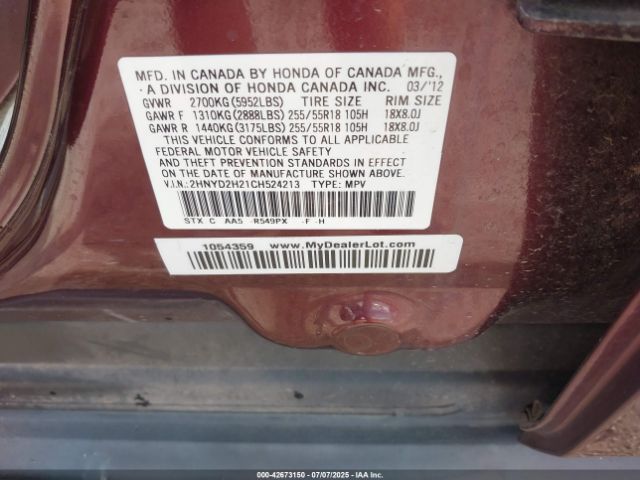 MFD. IN CANADA BY HONDA OF CANADA MFG.,
A DIVISION OF HONDA CANADA INC. 03/'12
GVWR 2700KG(5952LBS) TIRE SIZE RIM SIZE
GAWR F 1310KG(2888LBS) 255/55R18 105H 18X8.0J
GAWR R 1440KG(3175LBS) 255/55R18 105H 18X8.0J
THIS VEHICLE CONFORMS TO ALL APPLICABLE
FEDERAL MOTOR VEHICLE SAFETY
AND THEFT PREVENTION STANDARDS IN EFFECT
ON THE DATE OF MANUFACTURE SHOWN ABOVE.
V.I.N.: 2HNYD2H21CH524213 TYPE: MPV
STX C AA5 R549PX F H
1054359 www.MyDealerLot.com
000-42673150 | 07/07/2025 - IAA Inc.